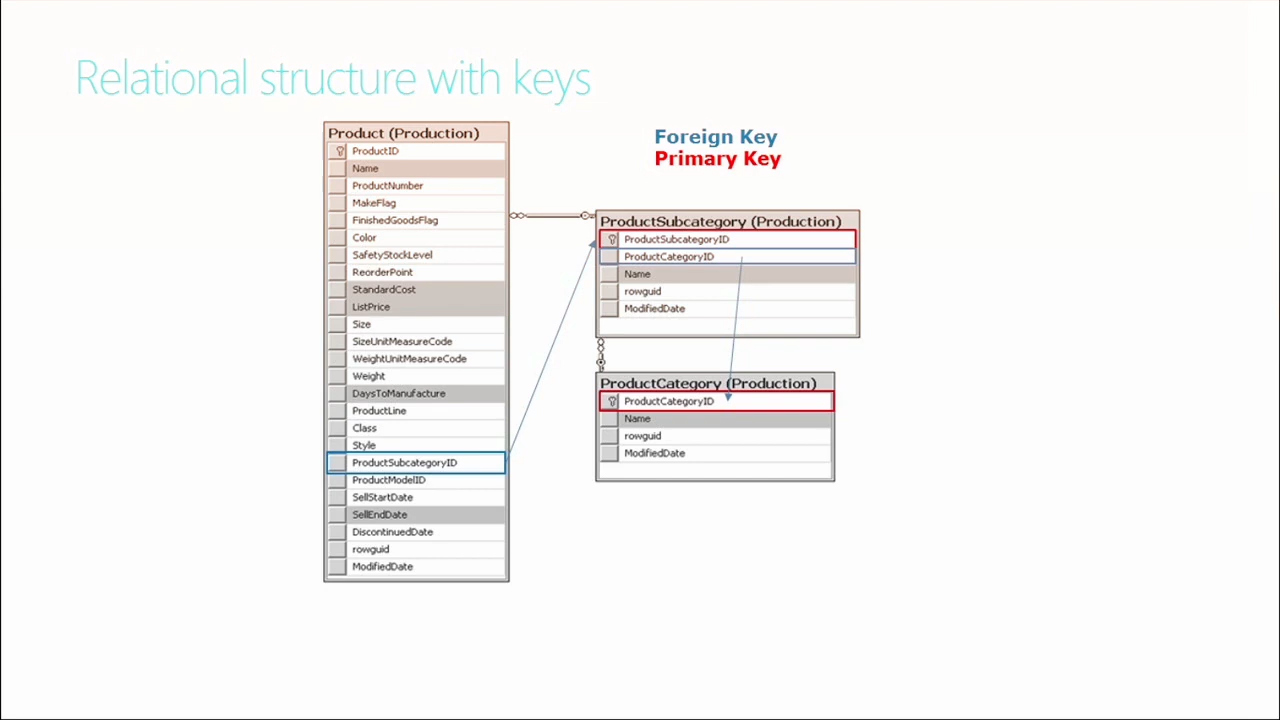 Relational structure with keys
Foreign Key
Primary Key
Product (Production)
ProductID
Name
ProductNumber
MakeFlag
FinishedGoodsFlag
Color
SafetyStockLevel
ReorderPoint
StandardCost
ListPrice
Size
SizeUnitMeasureCode
WeightUnitMeasureCode
Weight
DaysToManufacture
ProductLine
Class
Style
ProductSubcategoryID
ProductModelID
SellStartDate
SellEndDate
DiscontinuedDate
rowguid
ModifiedDate
ProductSubcategory (Production)
ProductSubcategoryID
ProductCategoryID
Name
rowguid
ModifiedDate
ProductCategory (Production)
ProductCategoryID
Name
rowguid
ModifiedDate